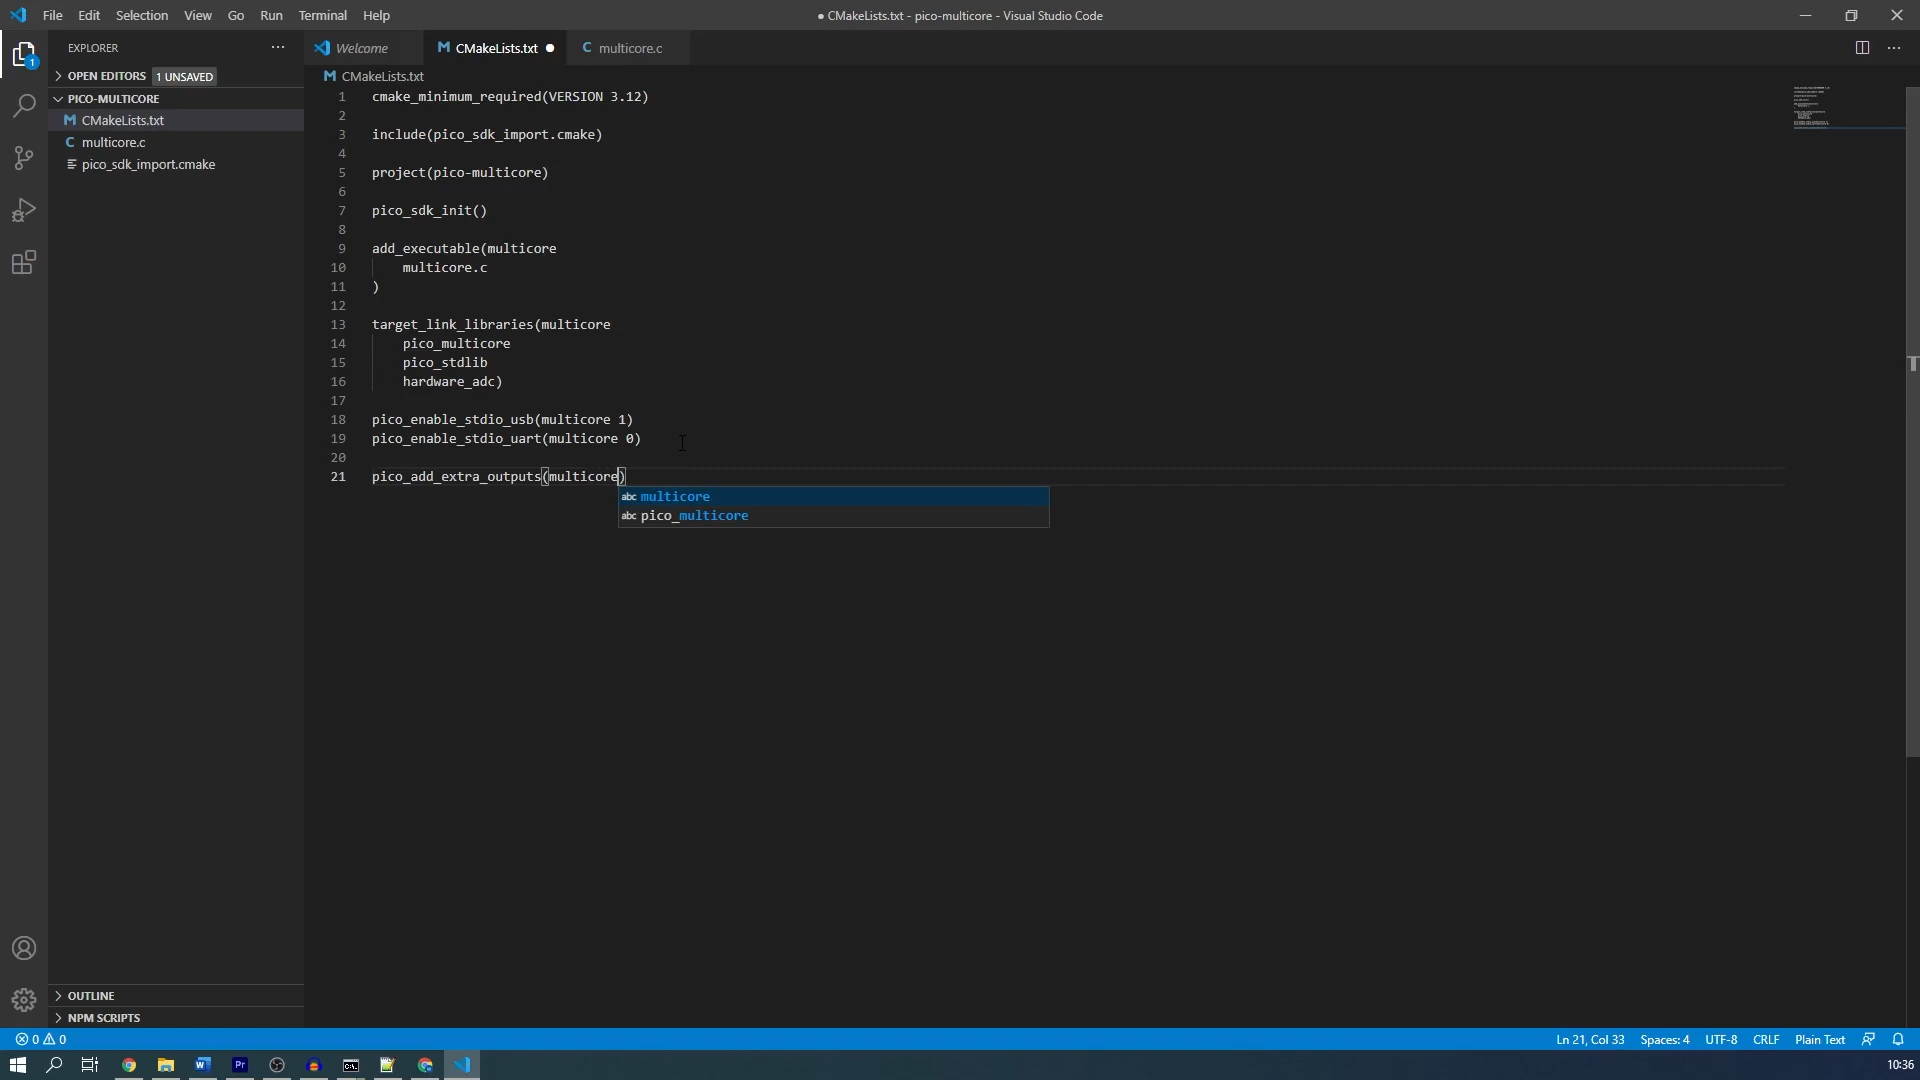 File Edit Selection View Go Run Terminal Help
● CMakeLists.txt - pico-multicore - Visual Studio Code
EXPLORER
1
OPEN EDITORS 1 UNSAVED
PICO-MULTICORE
M CMakeLists.txt
C multicore.c
pico_sdk_import.cmake
OUTLINE
NPM SCRIPTS
Welcome
M CMakeLists.txt
C multicore.c
M CMakeLists.txt
1 cmake_minimum_required(VERSION 3.12)
2
3 include(pico_sdk_import.cmake)
4
5 project(pico-multicore)
6
7 pico_sdk_init()
8
9 add_executable(multicore
10 multicore.c
11 )
12
13 target_link_libraries(multicore
14 pico_multicore
15 pico_stdlib
16 hardware_adc)
17
18 pico_enable_stdio_usb(multicore 1)
19 pico_enable_stdio_uart(multicore 0)
20
21 pico_add_extra_outputs(multicore)
abc multicore
abc pico_multicore
0 0
Ln 21, Col 33 Spaces: 4 UTF-8 CRLF Plain Text
W Pr C:\.
10:36